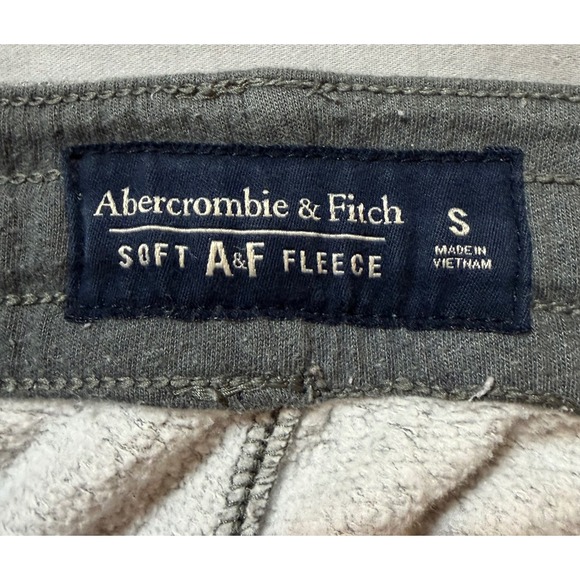 Abercrombie & Fitch
SOFT A&F FLEECE
S
MADE IN
VIETNAM